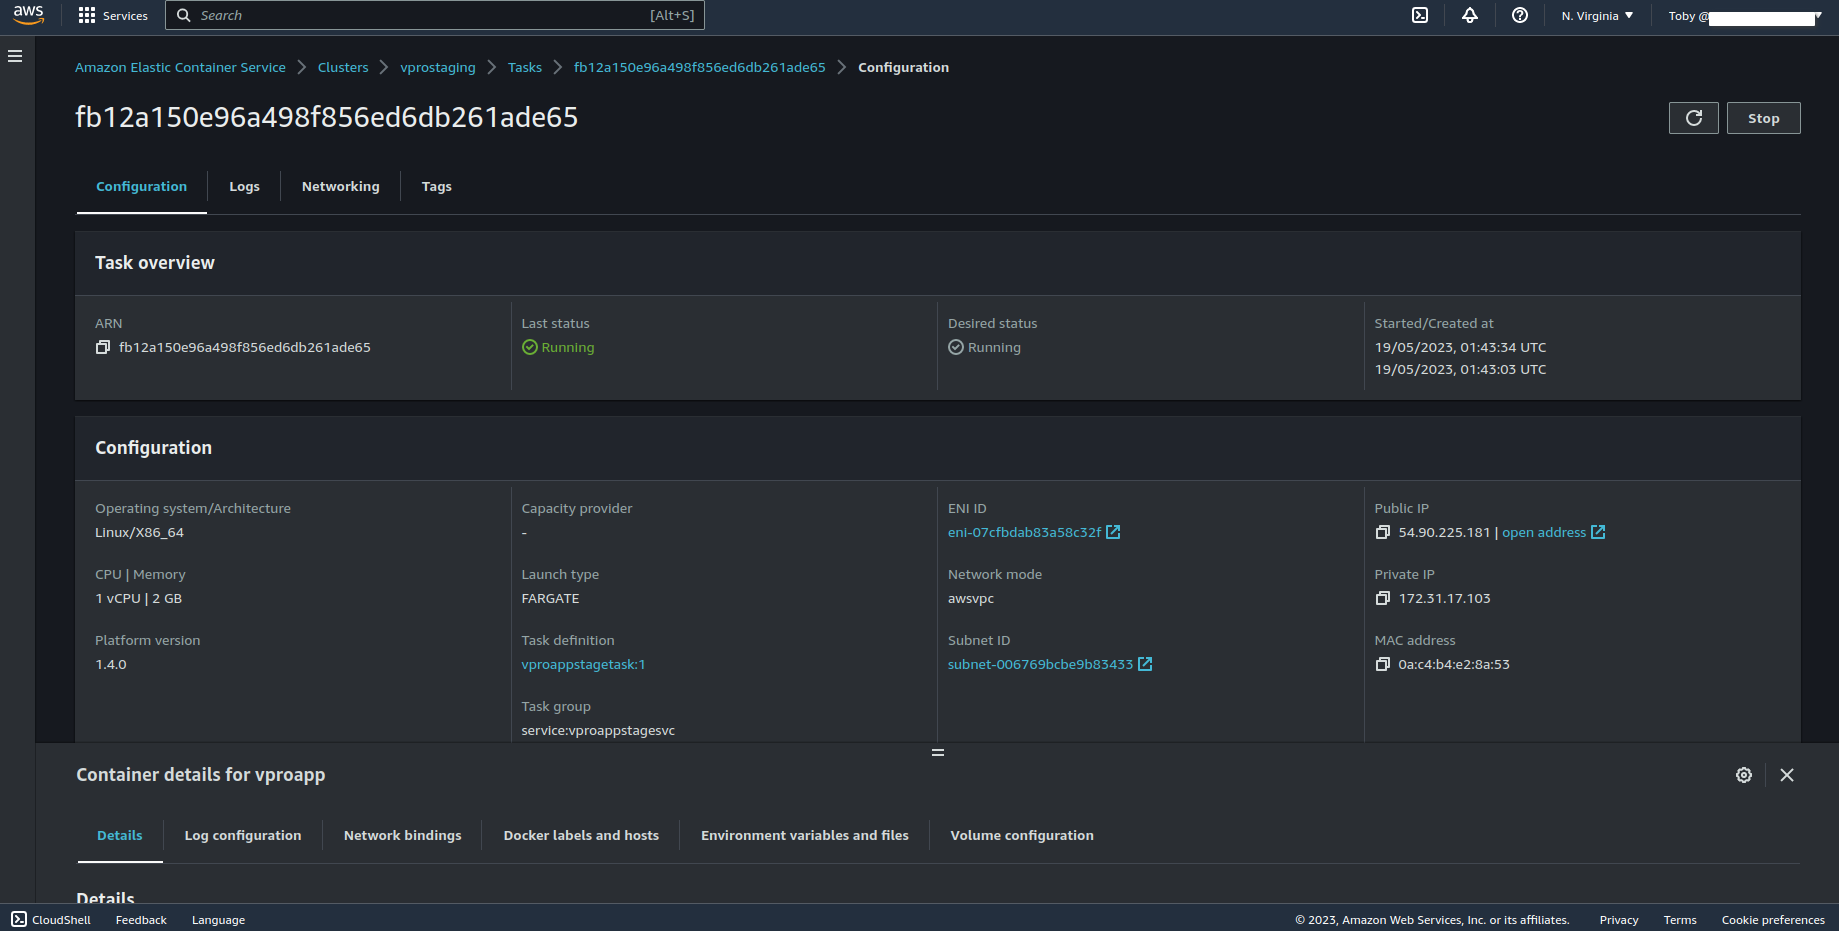 aws Services Search [Alt+S] N. Virginia Toby @
Amazon Elastic Container Service Clusters vprostaging Tasks fb12a150e96a498f856ed6db261ade65 Configuration
fb12a150e96a498f856ed6db261ade65 Stop
Configuration Logs Networking Tags
Task overview
ARN Last status Desired status Started/Created at
fb12a150e96a498f856ed6db261ade65 Running Running 19/05/2023, 01:43:34 UTC
19/05/2023, 01:43:03 UTC
Configuration
Operating system/Architecture Capacity provider ENI ID Public IP
Linux/X86_64 - eni-07cfbdab83a58c32f 54.90.225.181 | open address
CPU | Memory Launch type Network mode Private IP
1 vCPU | 2 GB FARGATE awsvpc 172.31.17.103
Platform version Task definition Subnet ID MAC address
1.4.0 vproappstagetask:1 subnet-006769bcbe9b83433 0a:c4:b4:e2:8a:53
Task group
service:vproappstagesvc
Container details for vproapp
Details Log configuration Network bindings Docker labels and hosts Environment variables and files Volume configuration
Details
CloudShell Feedback Language © 2023, Amazon Web Services, Inc. or its affiliates. Privacy Terms Cookie preferences